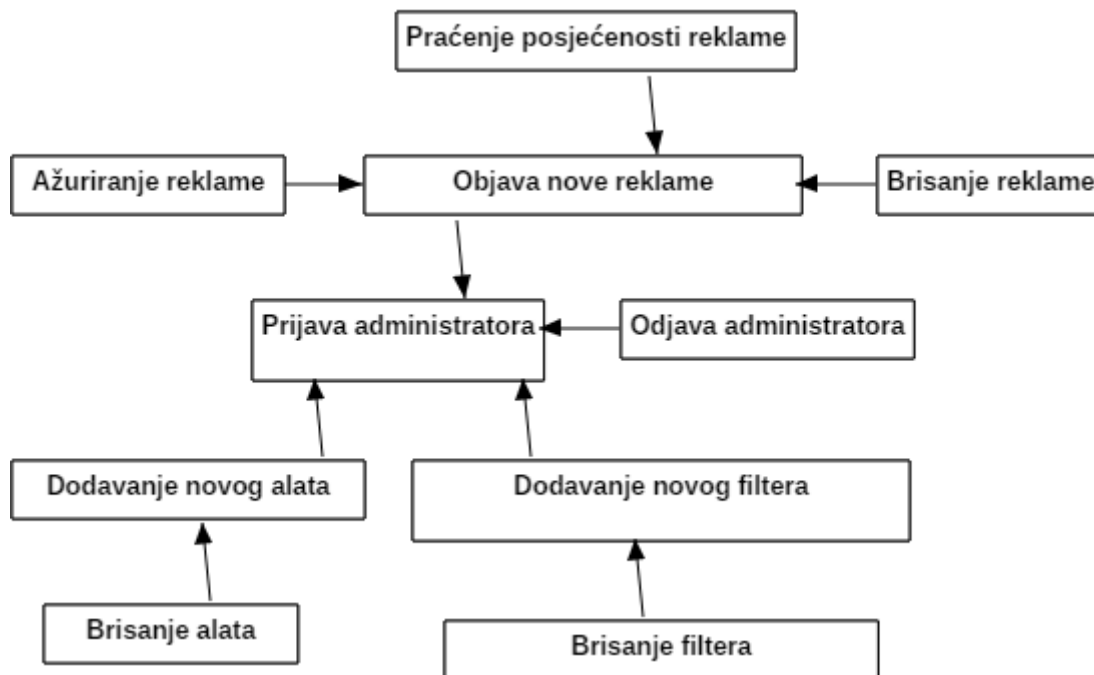 Praćenje posjećenosti reklame
Ažuriranje reklame
Objava nove reklame
Brisanje reklame
Prijava administratora
Odjava administratora
Dodavanje novog alata
Dodavanje novog filtera
Brisanje alata
Brisanje filtera